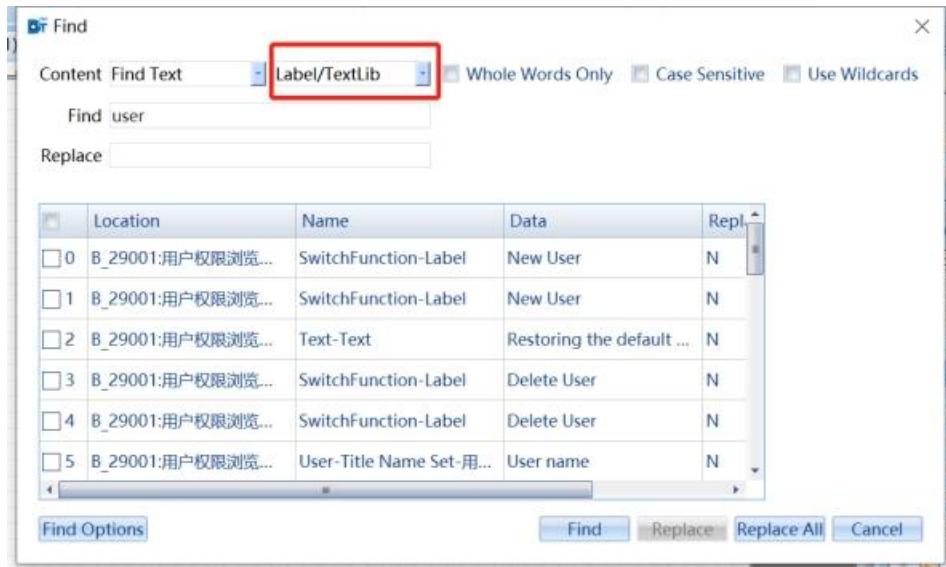 DT Find
Content Find Text Label/TextLib Whole Words Only Case Sensitive Use Wildcards
Find user
Replace
Location Name Data Repl
0 B_29001:用户权限浏览... SwitchFunction-Label New User N
1 B_29001:用户权限浏览... SwitchFunction-Label New User N
2 B_29001:用户权限浏览... Text-Text Restoring the default ... N
3 B_29001:用户权限浏览... SwitchFunction-Label Delete User N
4 B_29001:用户权限浏览... SwitchFunction-Label Delete User N
5 B_29001:用户权限浏览... User-Title Name Set-用... User name N
Find Options Find Replace Replace All Cancel